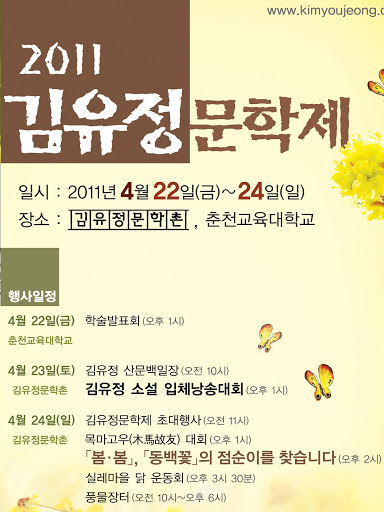 www.kimyoujeong.
2011
김유정문학제
일시 : 2011년 4월 22일(금)~24일(일)
장소 : 김유정문학촌, 춘천교육대학교
행사일정
4월 22일(금) 학술발표회(오후 1시)
춘천교육대학교
4월 23일(토) 김유정 산문백일장(오전 10시)
김유정문학촌 김유정 소설 입체낭송대회(오후 1시)
4월 24일(일) 김유정문학제 초대행사(오전 11시)
김유정문학촌 목마고우(木馬故友) 대회(오후 1시)
「봄·봄」, 「동백꽃」의 점순이를 찾습니다(오후 2시)
실레마을 닭 운동회(오후 3시 30분)
풍물장터(오전 10시~오후 6시)